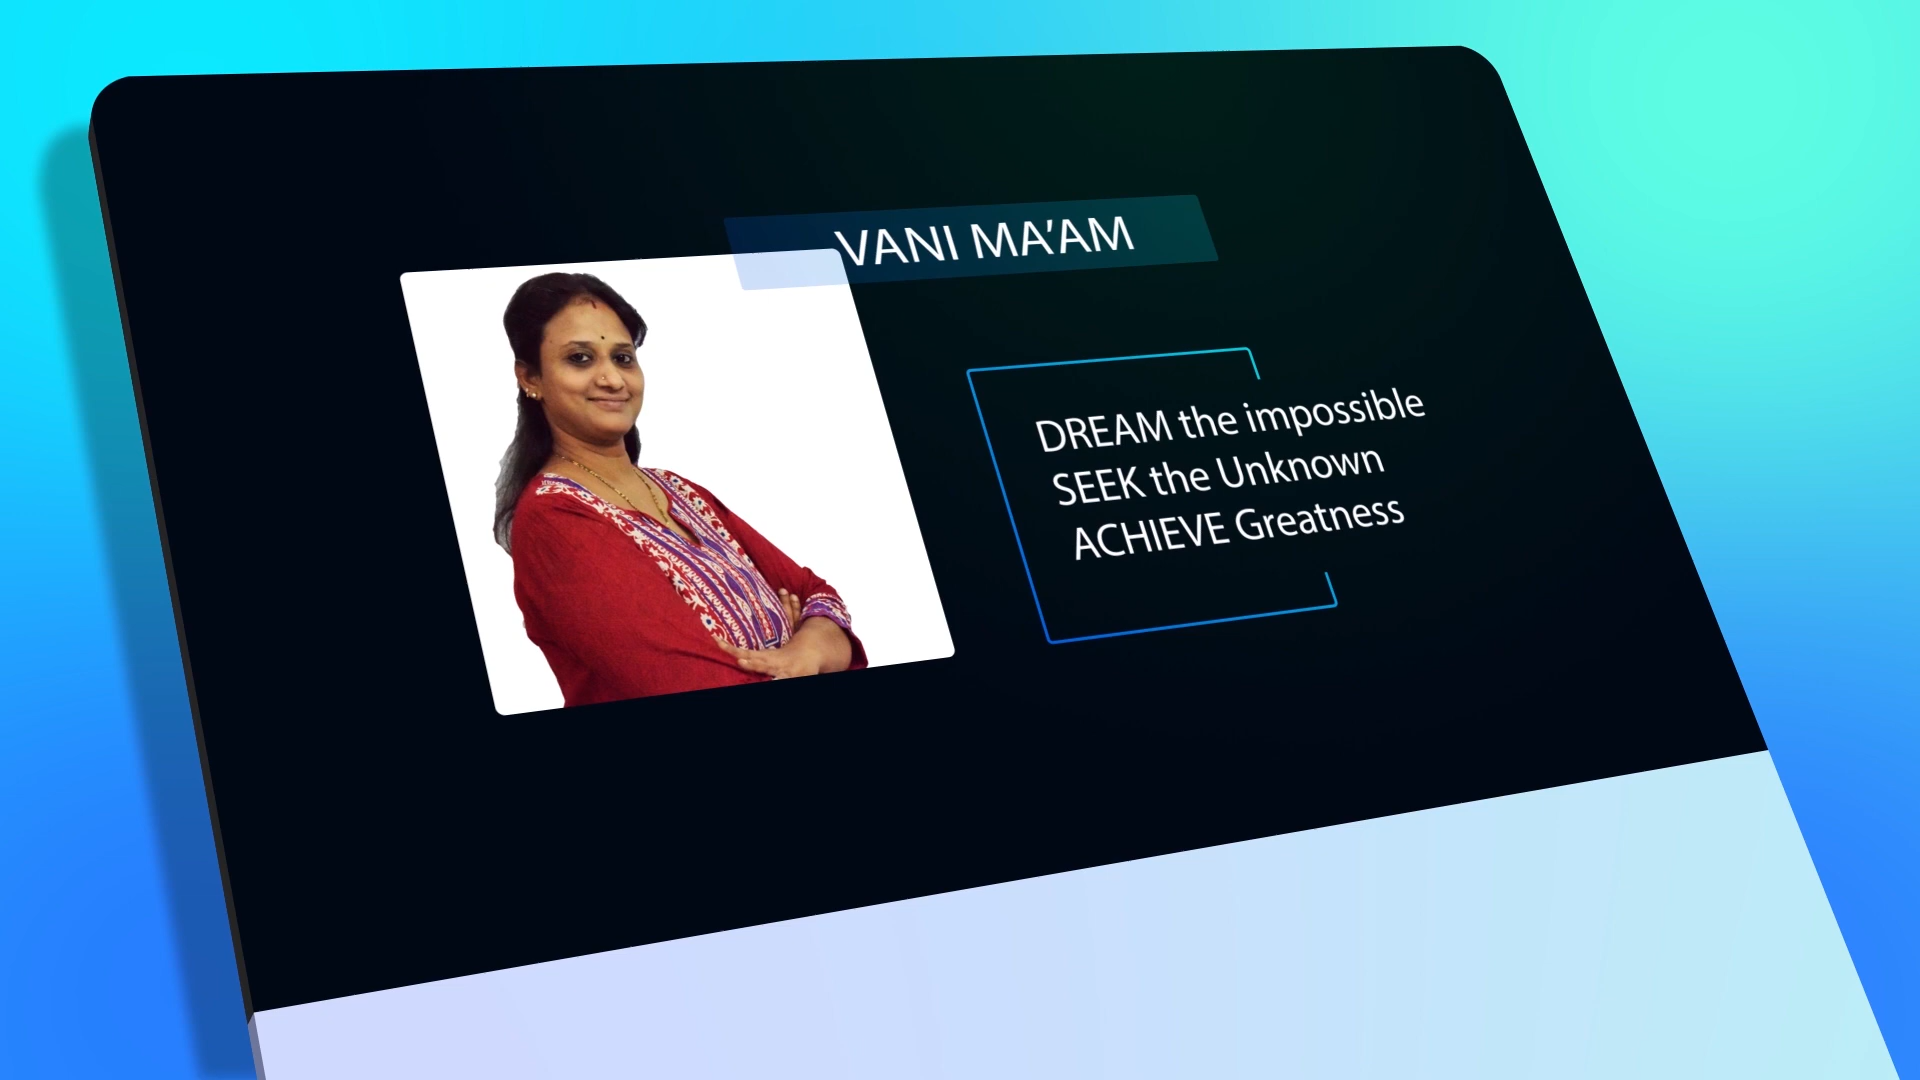 VANI MA'AM
DREAM the impossible
SEEK the Unknown
ACHIEVE Greatness